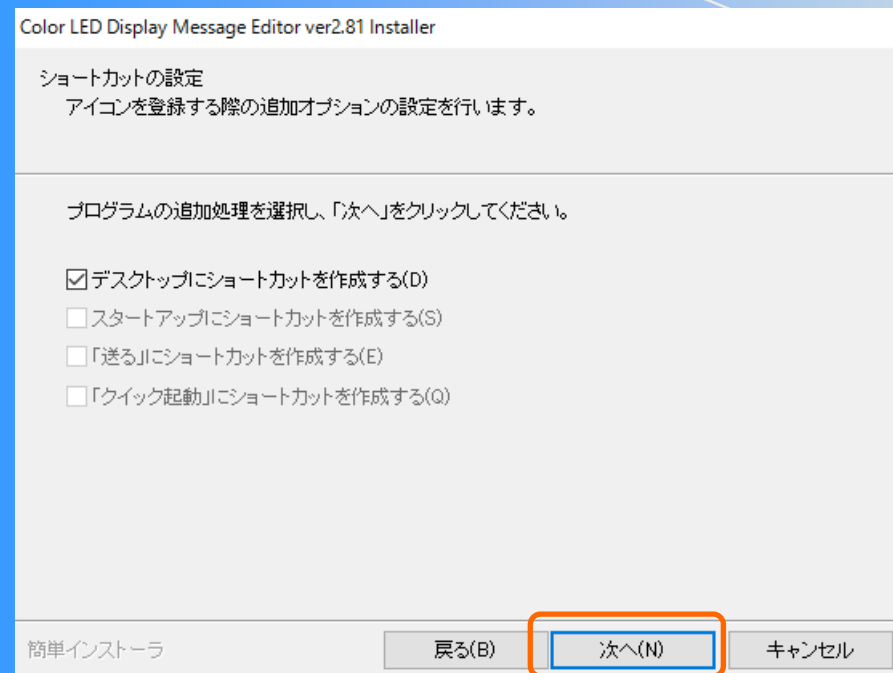 Color LED Display Message Editor ver2.81 Installer
ショートカットの設定
アイコンを登録する際の追加オプションの設定を行います。
プログラムの追加処理を選択し、「次へ」をクリックしてください。
デスクトップにショートカットを作成する(D)
スタートアップにショートカットを作成する(S)
「送る」にショートカットを作成する(E)
「クイック起動」にショートカットを作成する(Q)
簡単インストーラ 戻る(B) 次へ(N) キャンセル